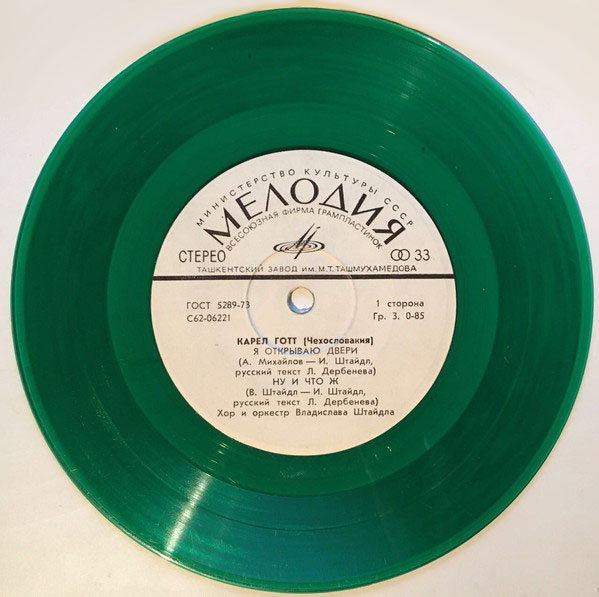 МИНИСТЕРСТВО КУЛЬТУРЫ СССР
МЕЛОДИЯ
ВСЕСОЮЗНАЯ ФИРМА ГРАМПЛАСТИНОК
СТЕРЕО 33
ТАШКЕНТСКИЙ ЗАВОД ИМ. М.Т. ТАШМУХАМЕДОВА
ГОСТ 5289-73 1 сторона
С62-06221 Гр. 3. 0-85
КАРЕЛ ГОТТ [Чехословакия]
Я ОТКРЫВАЮ ДВЕРИ
(А. Михайлов — И. Штайдл,
русский текст Л. Дербенева)
НУ И ЧТО Ж
(В. Штайдл — И. Штайдл,
русский текст Л. Дербенева)
Хор и оркестр Владислава Штайдла